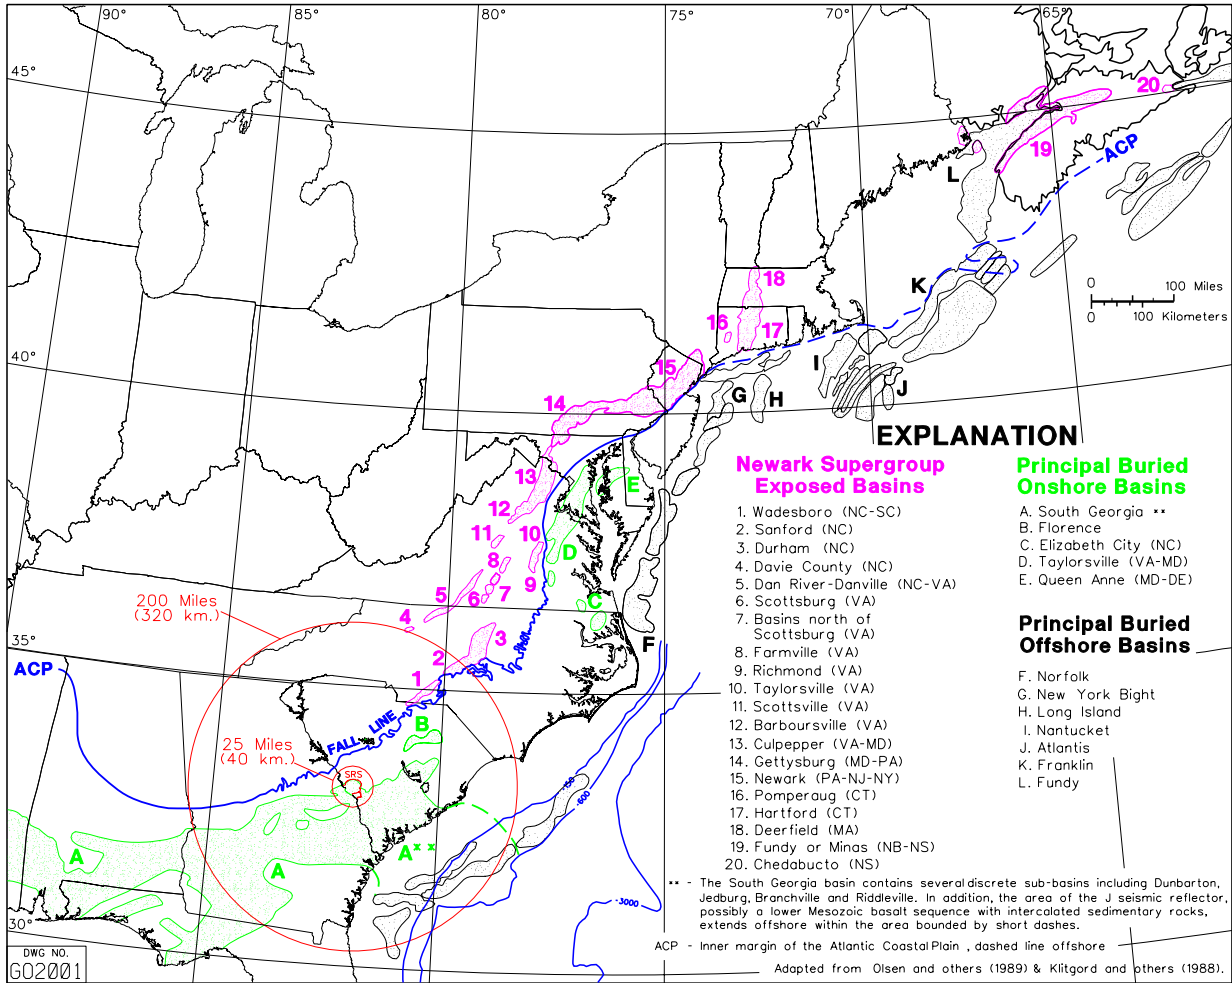 90°
85°
80°
75°
70°
65°
45°
20
19
ACP
L
K
0 100 Miles
0 100 Kilometers
18
16
17
40°
15
14
I
J
G
H
13
12
E
11
10
D
8
9
7
6
5
4
C
3
2
1
F
200 Miles
(320 km.)
35°
ACP
FALL LINE
B
25 Miles
(40 km.)
SRS
A
A
A**
-50
-600
-3000
30°
DWG NO.
GO2001
EXPLANATION
Newark Supergroup
Exposed Basins
1. Wadesboro (NC-SC)
2. Sanford (NC)
3. Durham (NC)
4. Davie County (NC)
5. Dan River-Danville (NC-VA)
6. Scottsburg (VA)
7. Basins north of
Scottsburg (VA)
8. Farmville (VA)
9. Richmond (VA)
10. Taylorsville (VA)
11. Scottsville (VA)
12. Barboursville (VA)
13. Culpepper (VA-MD)
14. Gettysburg (MD-PA)
15. Newark (PA-NJ-NY)
16. Pomperaug (CT)
17. Hartford (CT)
18. Deerfield (MA)
19. Fundy or Minas (NB-NS)
20. Chedabucto (NS)
Principal Buried
Onshore Basins
A. South Georgia **
B. Florence
C. Elizabeth City (NC)
D. Taylorsville (VA-MD)
E. Queen Anne (MD-DE)
Principal Buried
Offshore Basins
F. Norfolk
G. New York Bight
H. Long Island
I. Nantucket
J. Atlantis
K. Franklin
L. Fundy
** - The South Georgia basin contains several discrete sub-basins including Dunbarton,
Jedburg, Branchville and Riddleville. In addition, the area of the J seismic reflector,
possibly a lower Mesozoic basalt sequence with intercalated sedimentary rocks,
extends offshore within the area bounded by short dashes.
ACP - Inner margin of the Atlantic Coastal Plain , dashed line offshore
Adapted from Olsen and others (1989) & Klitgord and others (1988).